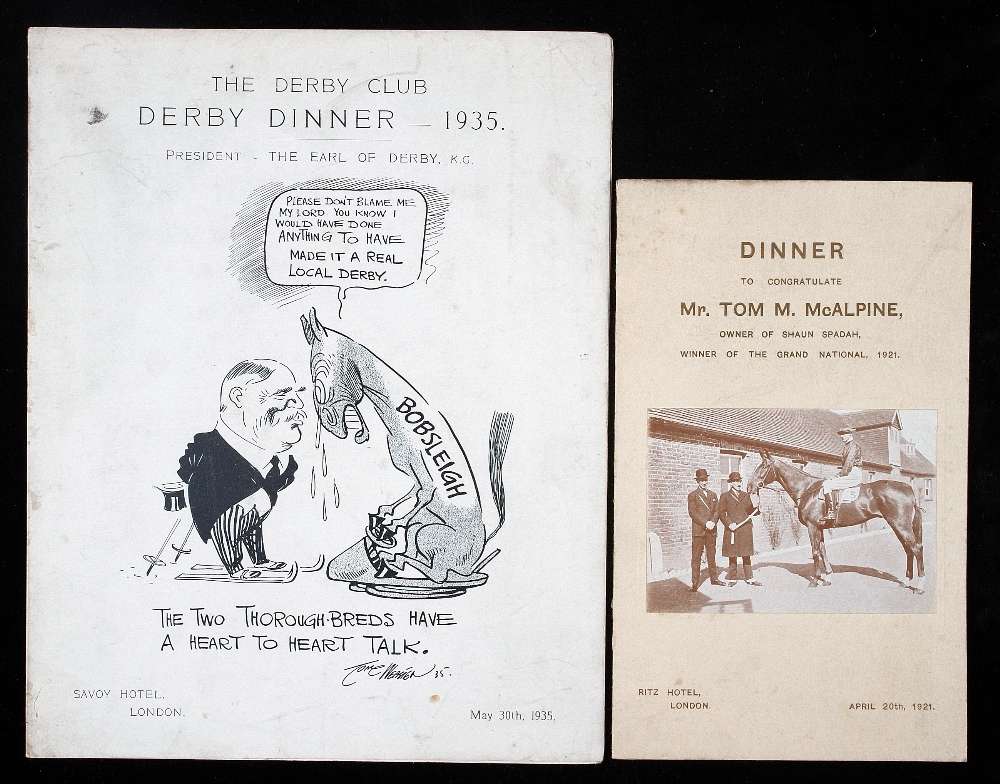 THE DERBY CLUB
DERBY DINNER — 1935.
PRESIDENT - THE EARL OF DERBY, K.G.
PLEASE DON'T BLAME ME
MY LORD YOU KNOW I
WOULD HAVE DONE
ANYTHING TO HAVE
MADE IT A REAL
LOCAL DERBY.
BOBSLEIGH
THE TWO THOROUGH-BREDS HAVE
A HEART TO HEART TALK.
35.
SAVOY HOTEL,
LONDON.
May 30th, 1935.
DINNER
TO CONGRATULATE
Mr. TOM M. McALPINE,
OWNER OF SHAUN SPADAH,
WINNER OF THE GRAND NATIONAL, 1921.
RITZ HOTEL,
LONDON.
APRIL 20th, 1921.